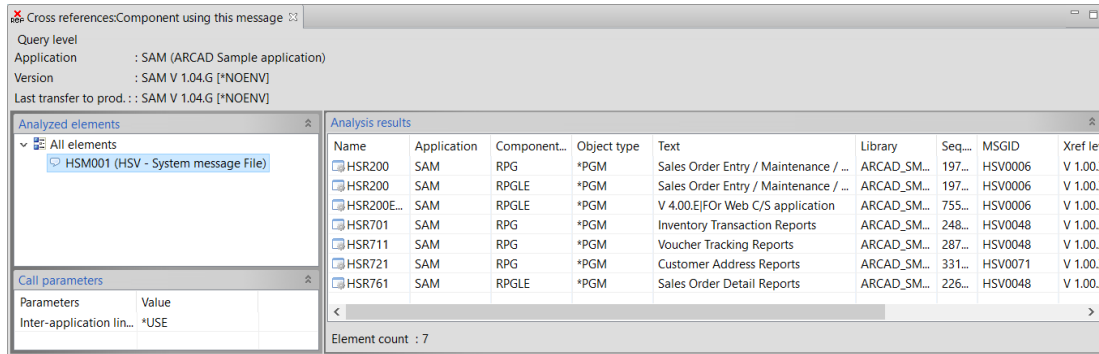 Cross references:Component using this message
Query level
Application : SAM (ARCAD Sample application)
Version : SAM V 1.04.G [*NOENV]
Last transfer to prod. : : SAM V 1.04.G [*NOENV]
Analyzed elements
All elements
HSM001 (HSV - System message File)
Call parameters
Parameters Value
Inter-application lin... *USE
Analysis results
Name Application Component... Object type Text Library Seq.... MSGID Xref le
HSR200 SAM RPG *PGM Sales Order Entry / Maintenance / ... ARCAD_SM... 197... HSV0006 V 1.00.
HSR200 SAM RPGLE *PGM Sales Order Entry / Maintenance / ... ARCAD_SM... 197... HSV0006 V 1.00.
HSR200E... SAM RPGLE *PGM V 4.00.E|FOr Web C/S application ARCAD_SM... 755... HSV0006 V 1.00.
HSR701 SAM RPG *PGM Inventory Transaction Reports ARCAD_SM... 248... HSV0048 V 1.00.
HSR711 SAM RPG *PGM Voucher Tracking Reports ARCAD_SM... 287... HSV0048 V 1.00.
HSR721 SAM RPG *PGM Customer Address Reports ARCAD_SM... 331... HSV0071 V 1.00.
HSR761 SAM RPGLE *PGM Sales Order Detail Reports ARCAD_SM... 226... HSV0048 V 1.00.
Element count : 7